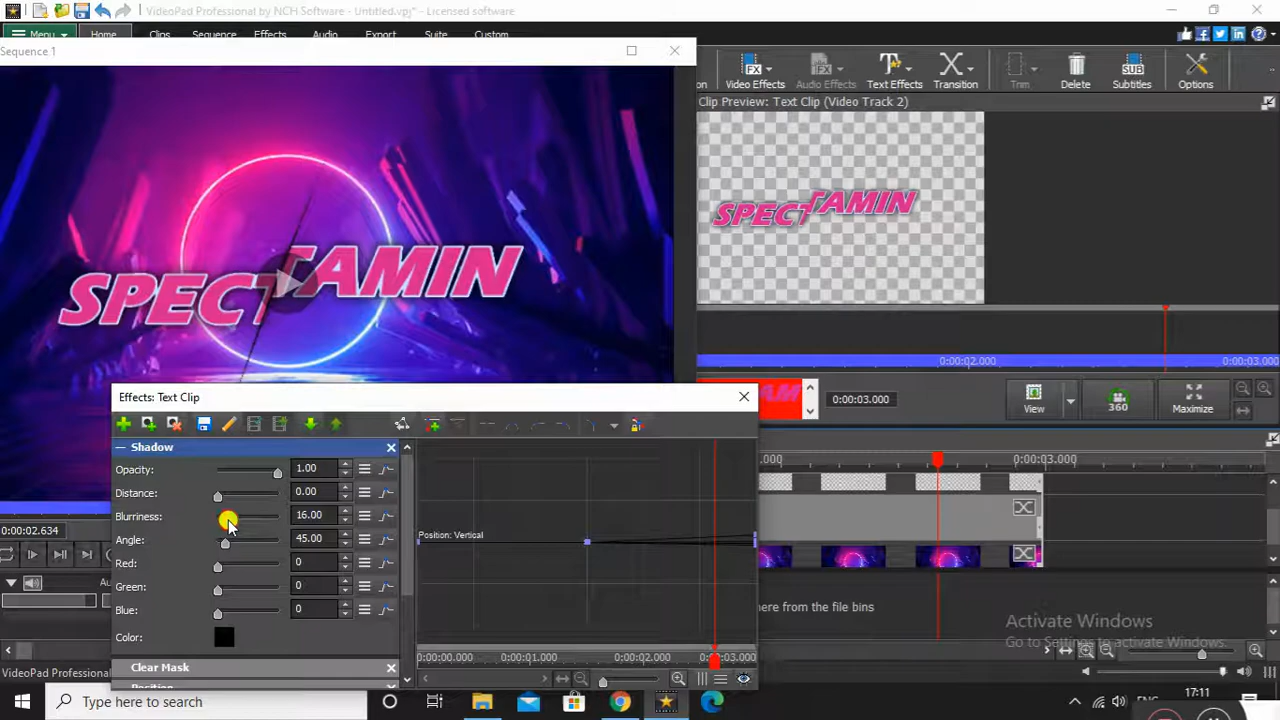 VideoPad Professional by NCH Software - Untitled.vpj* - Licensed software
Menu Home Clips Sequence Effects Audio Export Suite Custom
Sequence 1
Video Effects Audio Effects Text Effects Transition Trim Delete Subtitles Options
FX
FX
T
SUB
Clip Preview: Text Clip (Video Track 2)
SPECTAMIN
SPECTAMIN
0:00:02.000
0:00:03.000
0:00:03.000
View
360
Maximize
Effects: Text Clip
Shadow
Opacity: 1.00
Distance: 0.00
Blurriness: 16.00
Angle: 45.00
Red: 0
Green: 0
Blue: 0
Color:
Clear Mask
Position: Vertical
0:00:00.000 0:00:01.000 0:00:02.000 0:00:03.000
0:00:02.634
0:00:03.000
here from the file bins
Activate Windows
Go to Settings to activate Windows.
VideoPad Professional
Type here to search
17:11